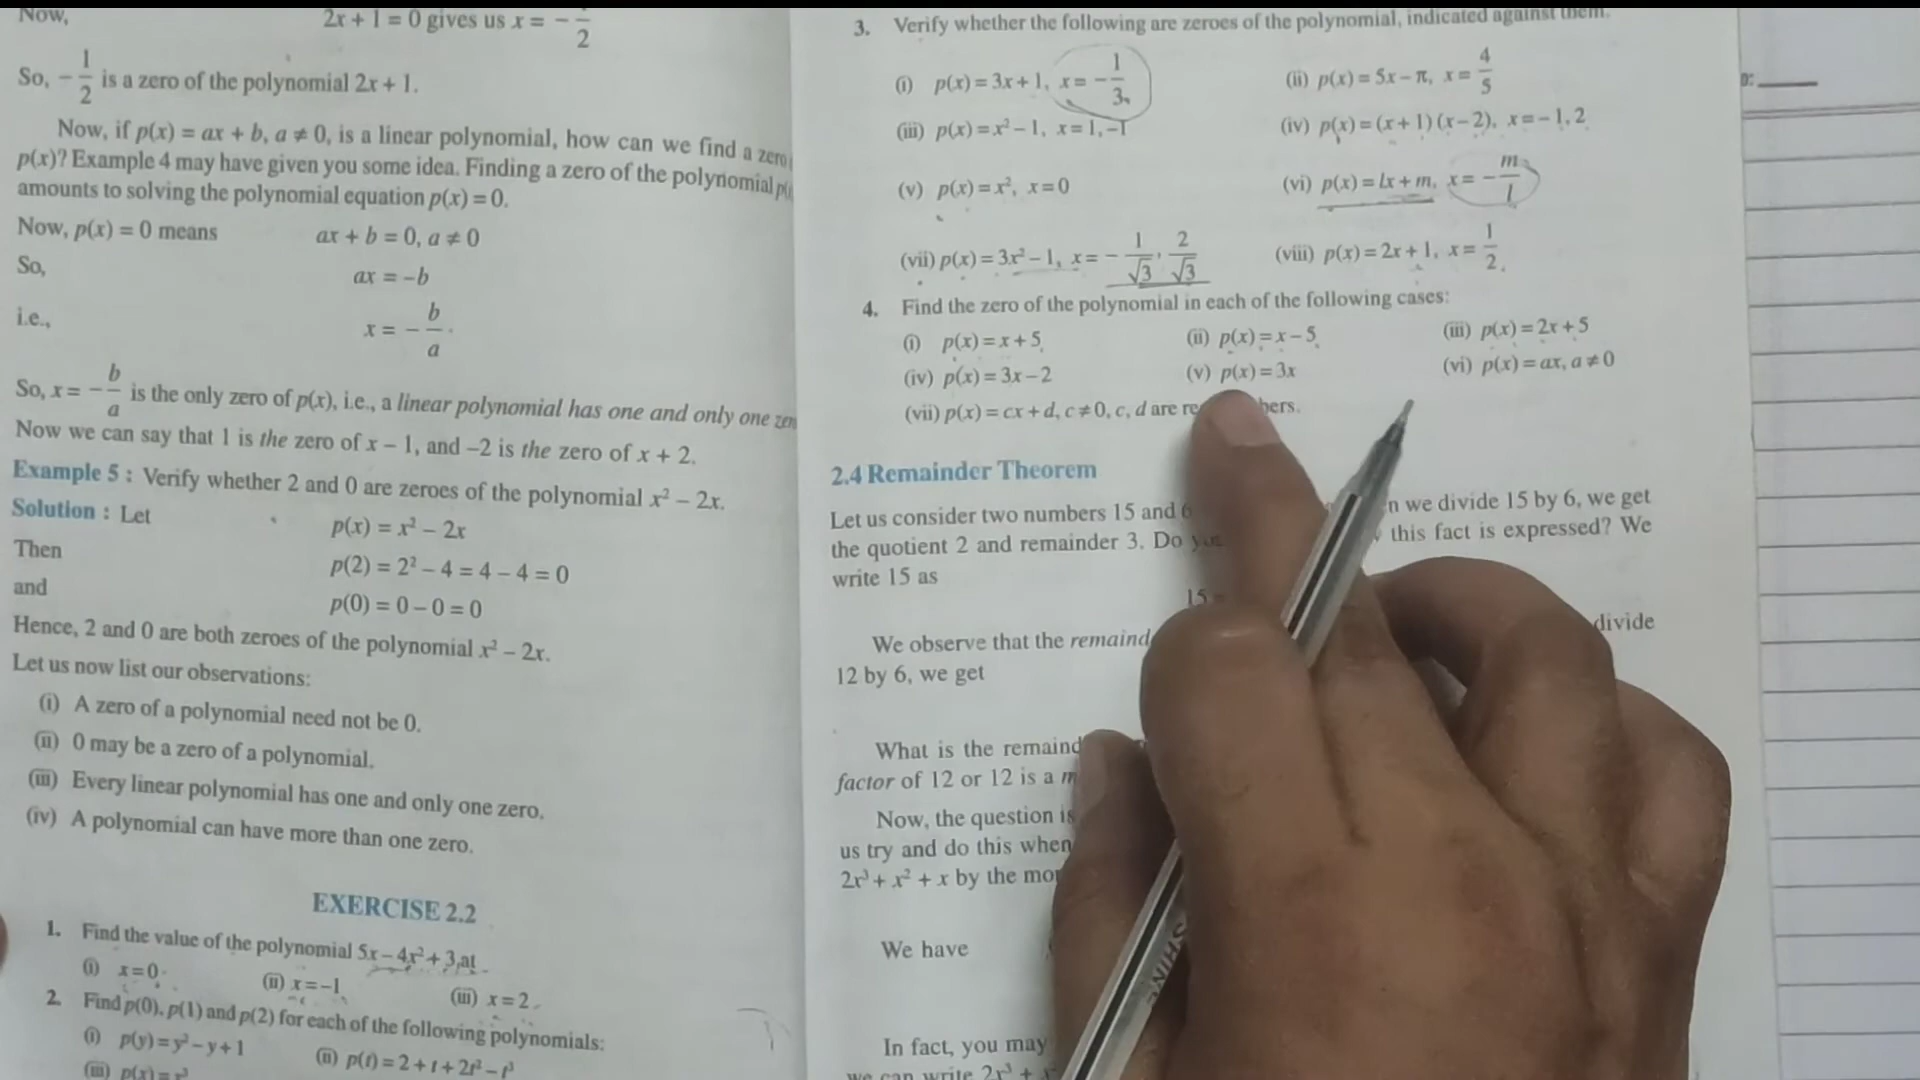 Now, 2x + 1 = 0 gives us x = – –/2
So, – 1/2 is a zero of the polynomial 2x + 1.
Now, if p(x) = ax + b, a ≠ 0, is a linear polynomial, how can we find a zero
p(x)? Example 4 may have given you some idea. Finding a zero of the polynomial p(
amounts to solving the polynomial equation p(x) = 0.
Now, p(x) = 0 means ax + b = 0, a ≠ 0
So, ax = –b
i.e., x = – b/a .
So, x = – b/a is the only zero of p(x), i.e., a linear polynomial has one and only one
Now we can say that 1 is the zero of x – 1, and –2 is the zero of x + 2.
Example 5 : Verify whether 2 and 0 are zeroes of the polynomial x² – 2x.
Solution : Let p(x) = x² – 2x
Then p(2) = 2² – 4 = 4 – 4 = 0
and p(0) = 0 – 0 = 0
Hence, 2 and 0 are both zeroes of the polynomial x² – 2x.
Let us now list our observations:
(i) A zero of a polynomial need not be 0.
(ii) 0 may be a zero of a polynomial.
(iii) Every linear polynomial has one and only one zero.
(iv) A polynomial can have more than one zero.
EXERCISE 2.2
1. Find the value of the polynomial 5x – 4x² + 3 at
(i) x = 0 (ii) x = –1 (iii) x = 2
2. Find p(0), p(1) and p(2) for each of the following polynomials:
(i) p(y) = y² – y + 1 (ii) p(t) = 2 + t + 2t² – t³
(iii) p(x) = x³
3. Verify whether the following are zeroes of the polynomial, indicated against them.
(i) p(x) = 3x + 1, x = – 1/3 (ii) p(x) = 5x – π, x = 4/5
(iii) p(x) = x² – 1, x = 1, –1 (iv) p(x) = (x + 1) (x – 2), x = – 1, 2
(v) p(x) = x², x = 0 (vi) p(x) = lx + m, x = – m/l
(vii) p(x) = 3x² – 1, x = – 1/√3, 2/√3 (viii) p(x) = 2x + 1, x = 1/2
4. Find the zero of the polynomial in each of the following cases:
(i) p(x) = x + 5 (ii) p(x) = x – 5 (iii) p(x) = 2x + 5
(iv) p(x) = 3x – 2 (v) p(x) = 3x (vi) p(x) = ax, a ≠ 0
(vii) p(x) = cx + d, c ≠ 0, c, d are re bers.
2.4 Remainder Theorem
Let us consider two numbers 15 and 6 n we divide 15 by 6, we get
the quotient 2 and remainder 3. Do this fact is expressed? We
write 15 as
15
We observe that the remaind divide
12 by 6, we get
What is the remaind
factor of 12 or 12 is a m
Now, the question is
us try and do this when
2x³ + x² + x by the mo
We have
In fact, you may
we can write 2x³ +